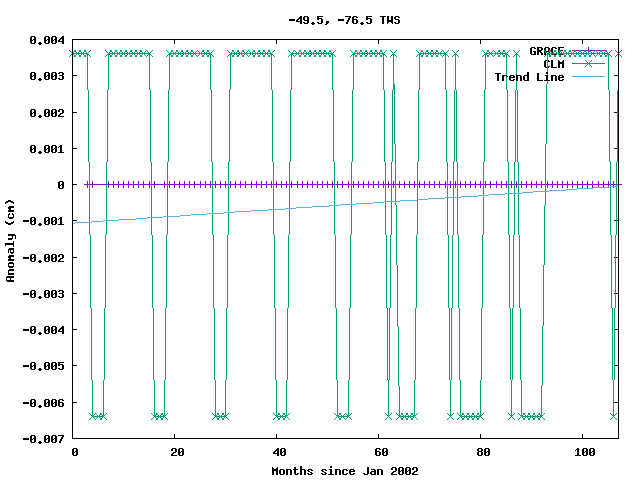 -49.5, -76.5 TWS
GRACE
CLM
Trend Line
0.004
0.003
0.002
0.001
0
-0.001
-0.002
-0.003
-0.004
-0.005
-0.006
-0.007
Anomaly (cm)
0 20 40 60 80 100
Months since Jan 2002